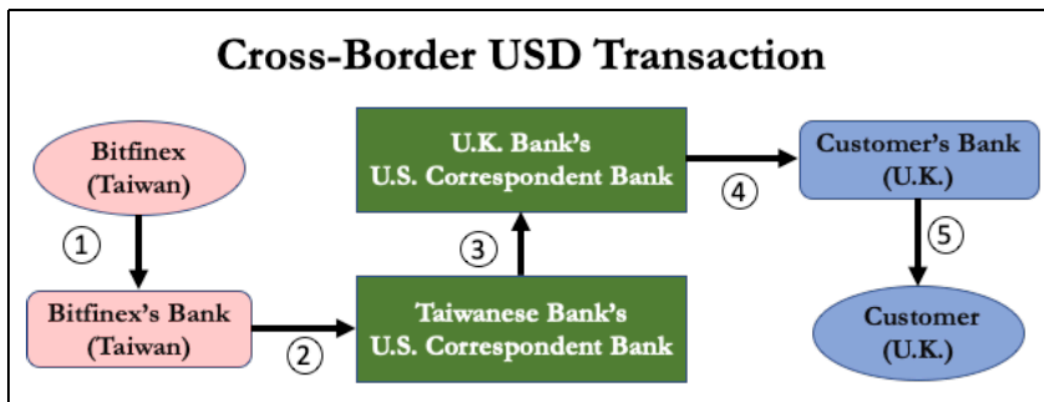 Cross-Border USD Transaction
Bitfinex
(Taiwan)
①
Bitfinex's Bank
(Taiwan)
②
Taiwanese Bank's
U.S. Correspondent Bank
③
U.K. Bank's
U.S. Correspondent Bank
④
Customer's Bank
(U.K.)
⑤
Customer
(U.K.)